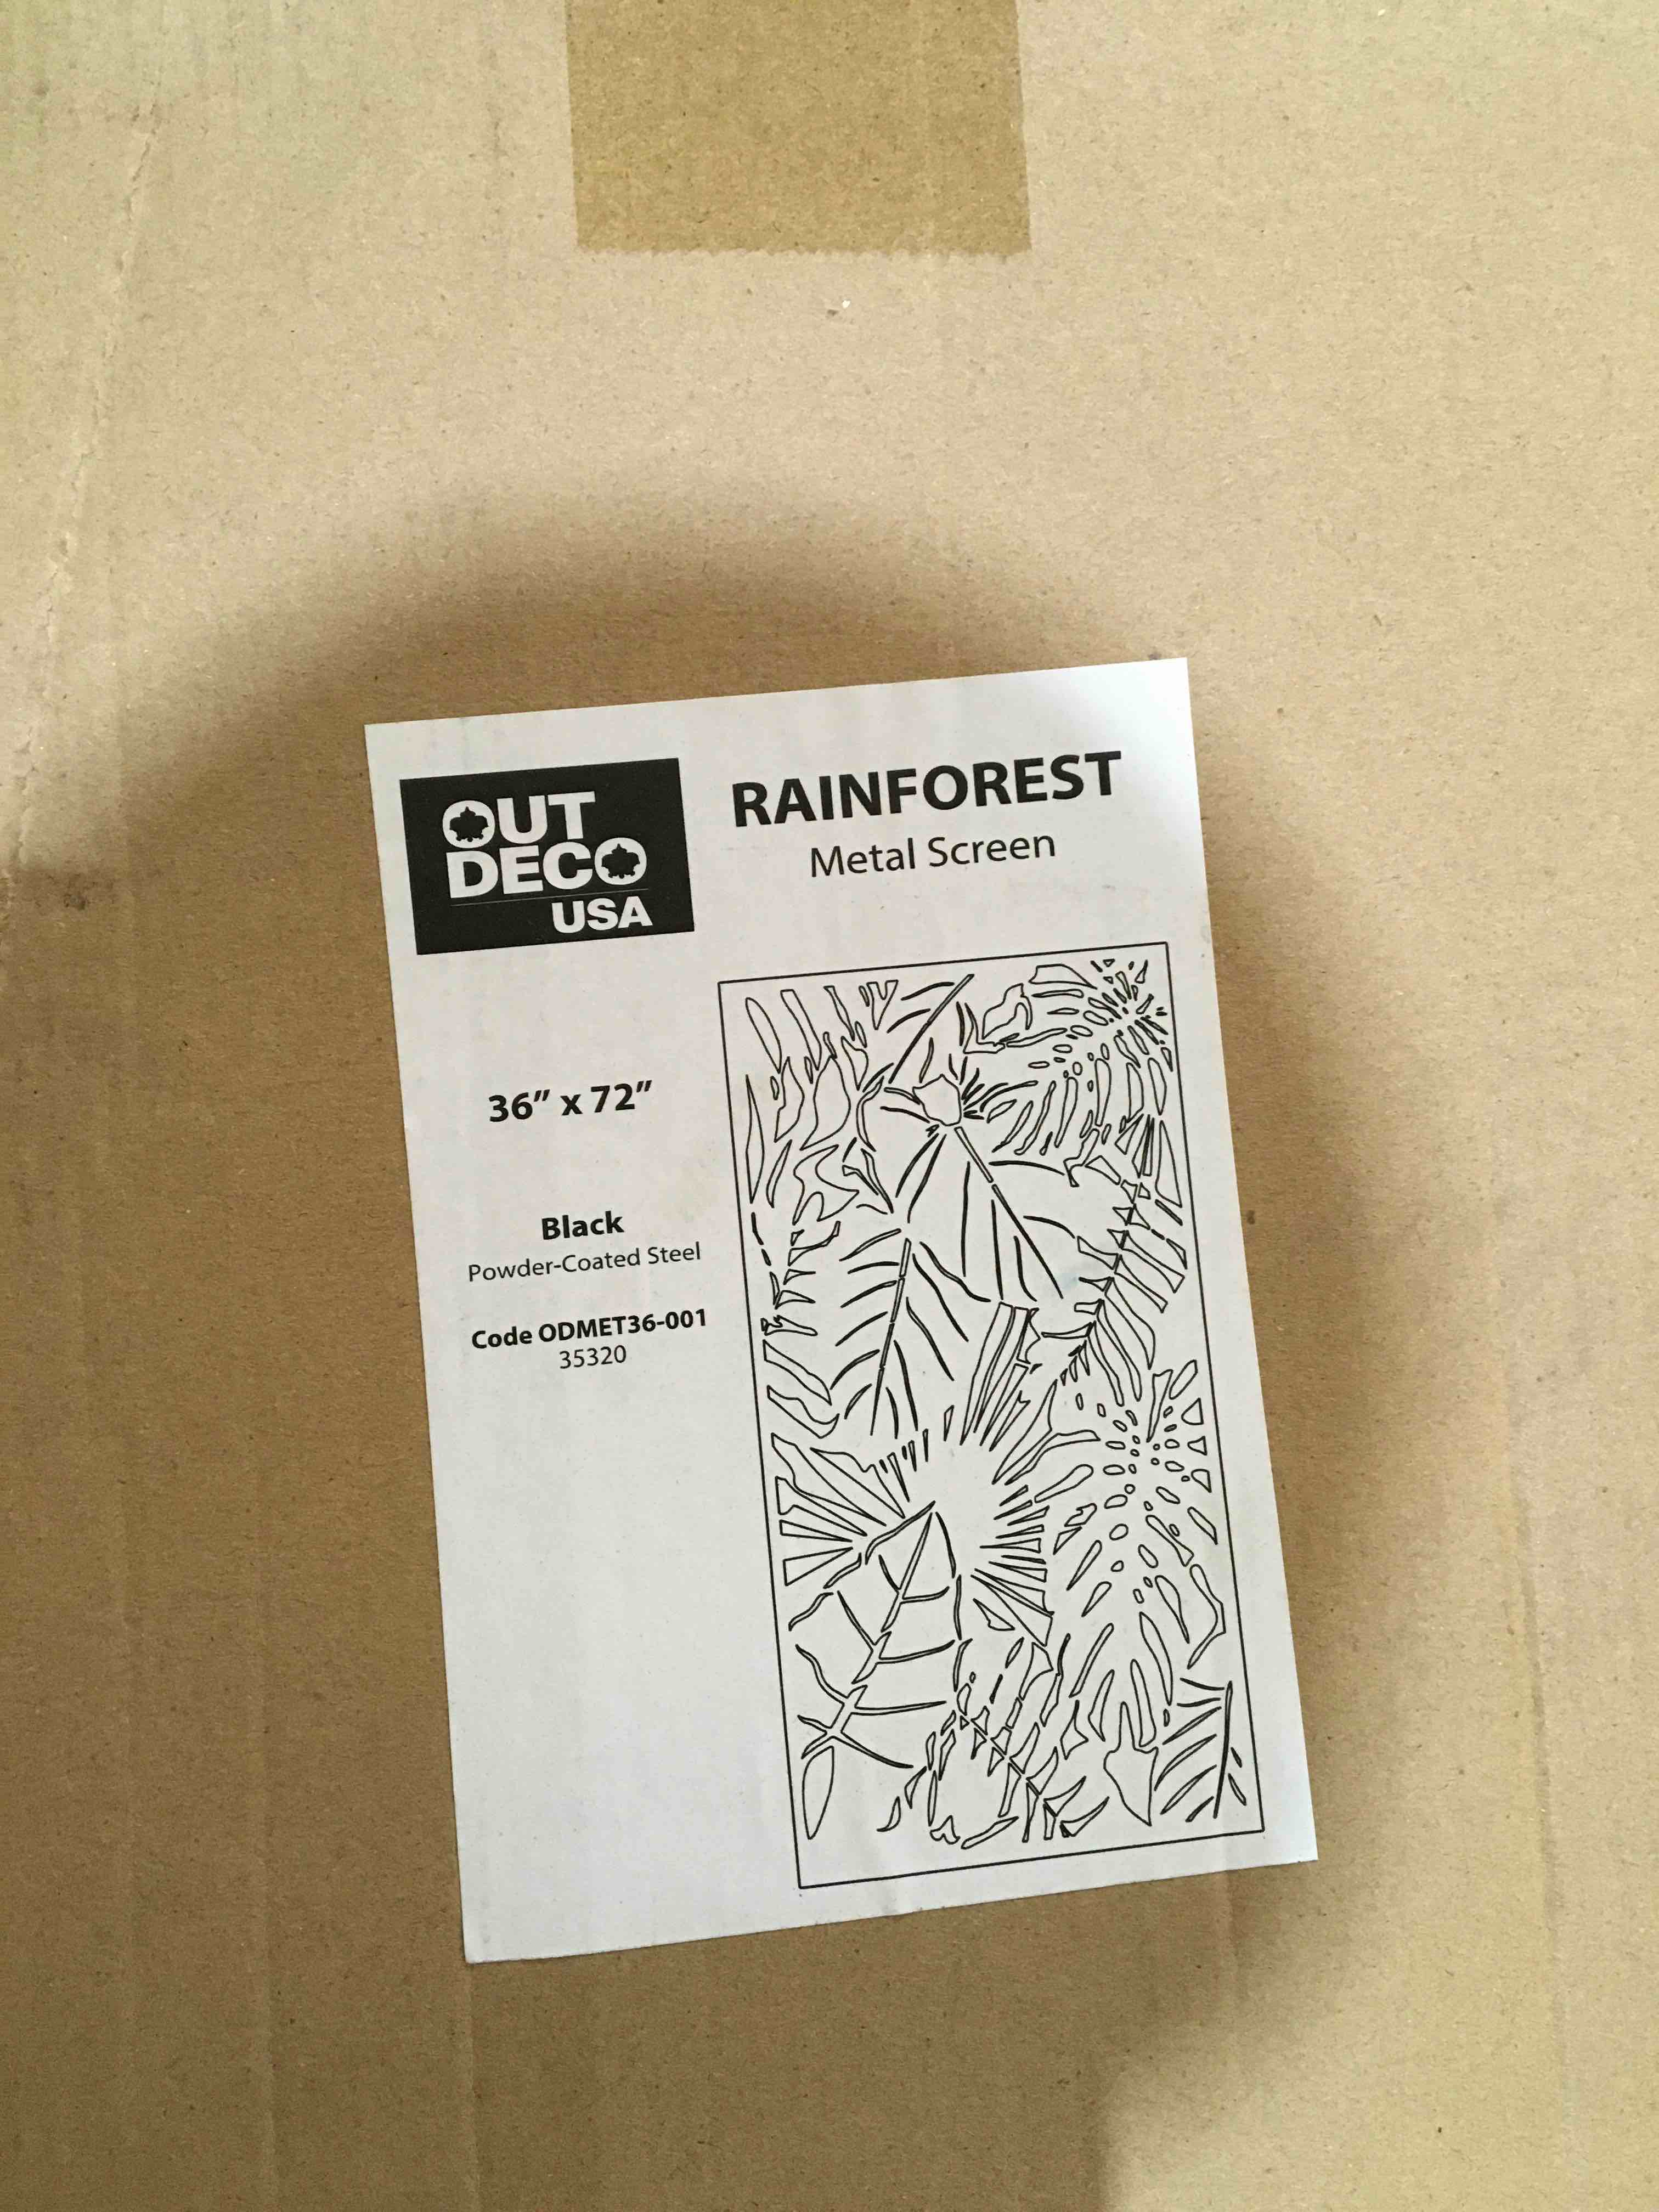 OUT
DECO
USA
RAINFOREST
Metal Screen
36” x 72”
Black
Powder-Coated Steel
Code ODMET36-001
35320